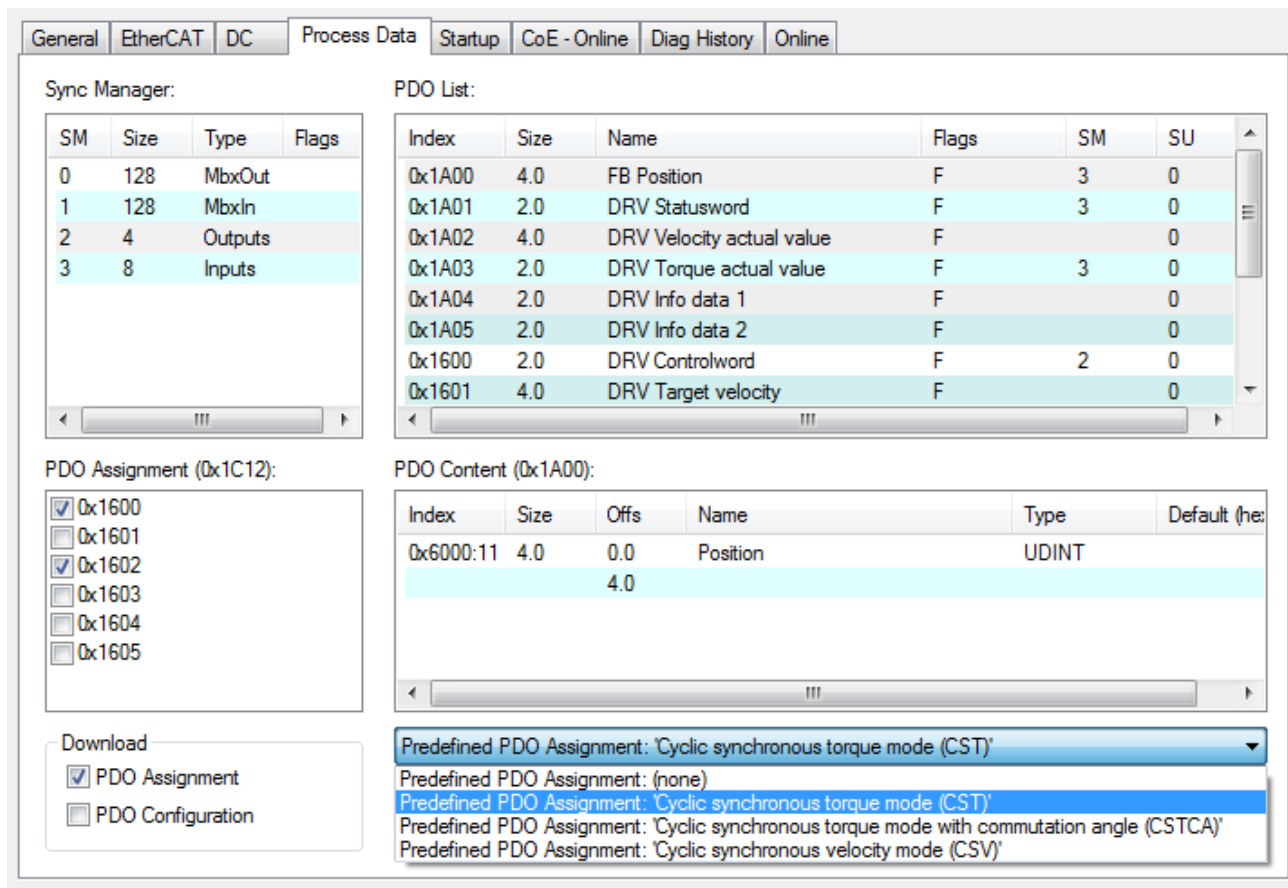 General EtherCAT DC Process Data Startup CoE - Online Diag History Online
Sync Manager:
SM Size Type Flags
0 128 MbxOut
1 128 MbxIn
2 4 Outputs
3 8 Inputs
PDO List:
Index Size Name Flags SM SU
0x1A00 4.0 FB Position F 3 0
0x1A01 2.0 DRV Statusword F 3 0
0x1A02 4.0 DRV Velocity actual value F 0
0x1A03 2.0 DRV Torque actual value F 3 0
0x1A04 2.0 DRV Info data 1 F 0
0x1A05 2.0 DRV Info data 2 F 0
0x1600 2.0 DRV Controlword F 2 0
0x1601 4.0 DRV Target velocity F 0
PDO Assignment (0x1C12):
0x1600
0x1601
0x1602
0x1603
0x1604
0x1605
PDO Content (0x1A00):
Index Size Offs Name Type Default (hex
0x6000:11 4.0 0.0 Position UDINT
4.0
Download
PDO Assignment
PDO Configuration
Predefined PDO Assignment: 'Cyclic synchronous torque mode (CST)'
Predefined PDO Assignment: (none)
Predefined PDO Assignment: 'Cyclic synchronous torque mode (CST)'
Predefined PDO Assignment: 'Cyclic synchronous torque mode with commutation angle (CSTCA)'
Predefined PDO Assignment: 'Cyclic synchronous velocity mode (CSV)'